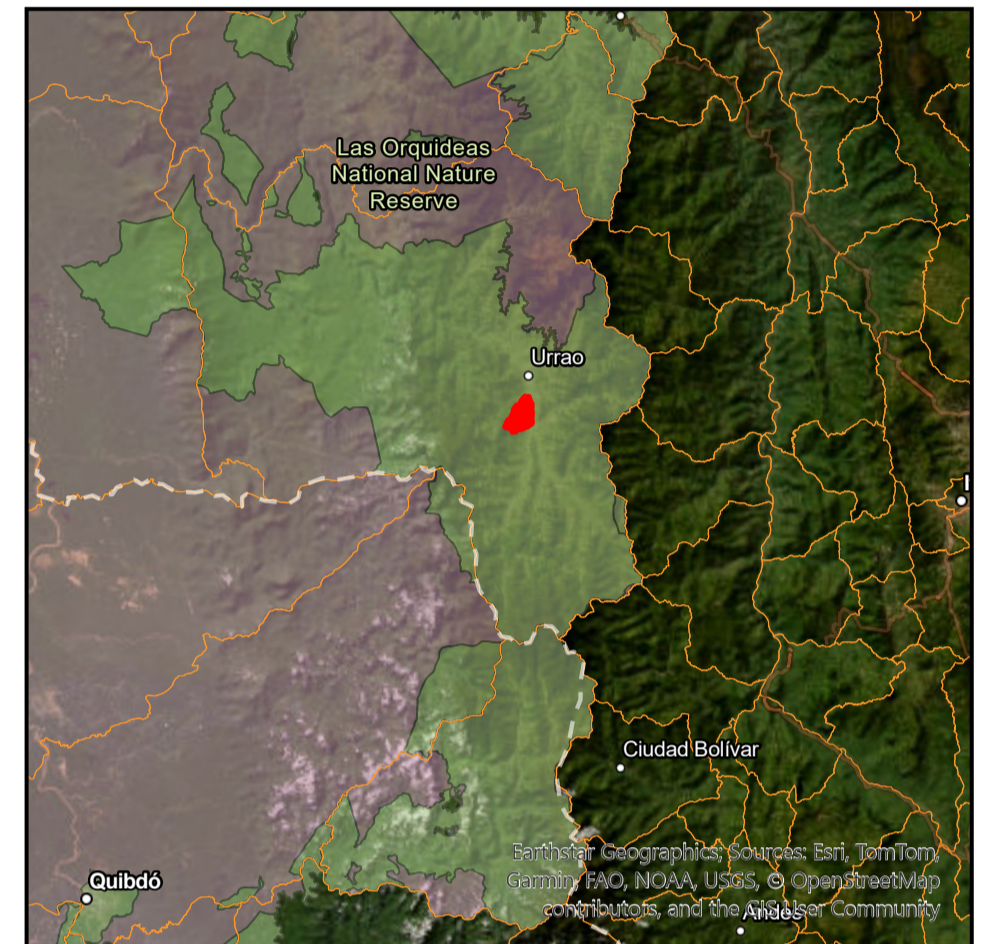 Las Orquideas
National Nature
Reserve
Urrao
Ciudad Bolívar
Earthstar Geographics; Sources: Esri, TomTom,
Garmin, FAO, NOAA, USGS, © OpenStreetMap
Quibdó
contributors, and the GIS User Community
Andes